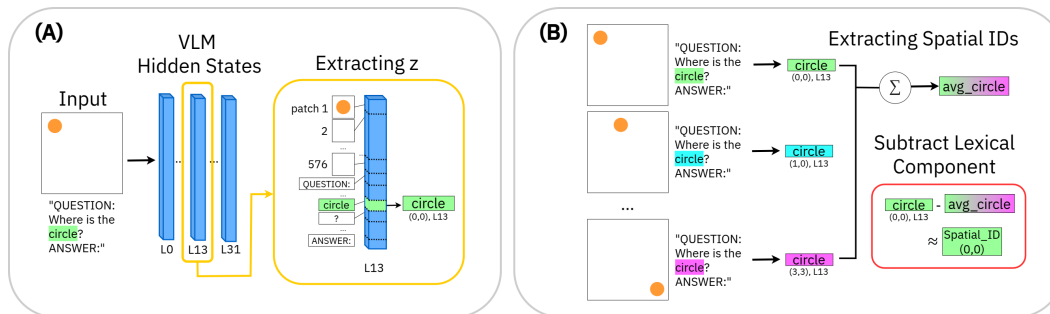 (A)
VLM
Hidden States
Input
Extracting z
"QUESTION:
Where is the
circle?
ANSWER:"
...
...
L0
L13
L31
patch 1
2
...
576
QUESTION:
...
circle
?
...
ANSWER:
L13
circle
(0,0), L13
(B)
Extracting Spatial IDs
"QUESTION:
Where is the
circle?
ANSWER:"
circle
(0,0), L13
Σ
avg_circle
"QUESTION:
Where is the
circle?
ANSWER:"
circle
(1,0), L13
...
"QUESTION:
Where is the
circle?
ANSWER:"
circle
(3,3), L13
Subtract Lexical
Component
circle - avg_circle
(0,0), L13
≈ Spatial_ID
(0,0)